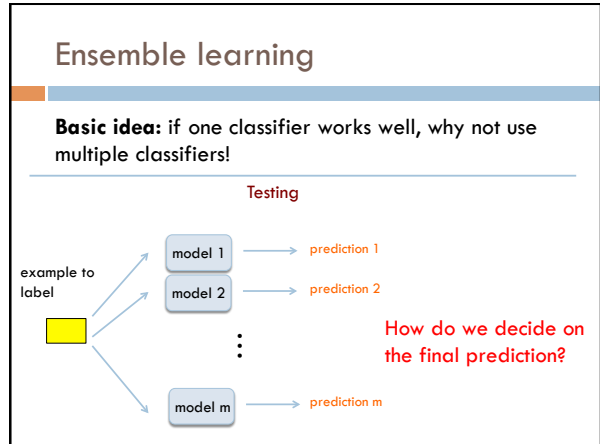 Ensemble learning
Basic idea: if one classifier works well, why not use
multiple classifiers!
Testing
example to
label
model 1
prediction 1
model 2
prediction 2
How do we decide on
the final prediction?
model m
prediction m